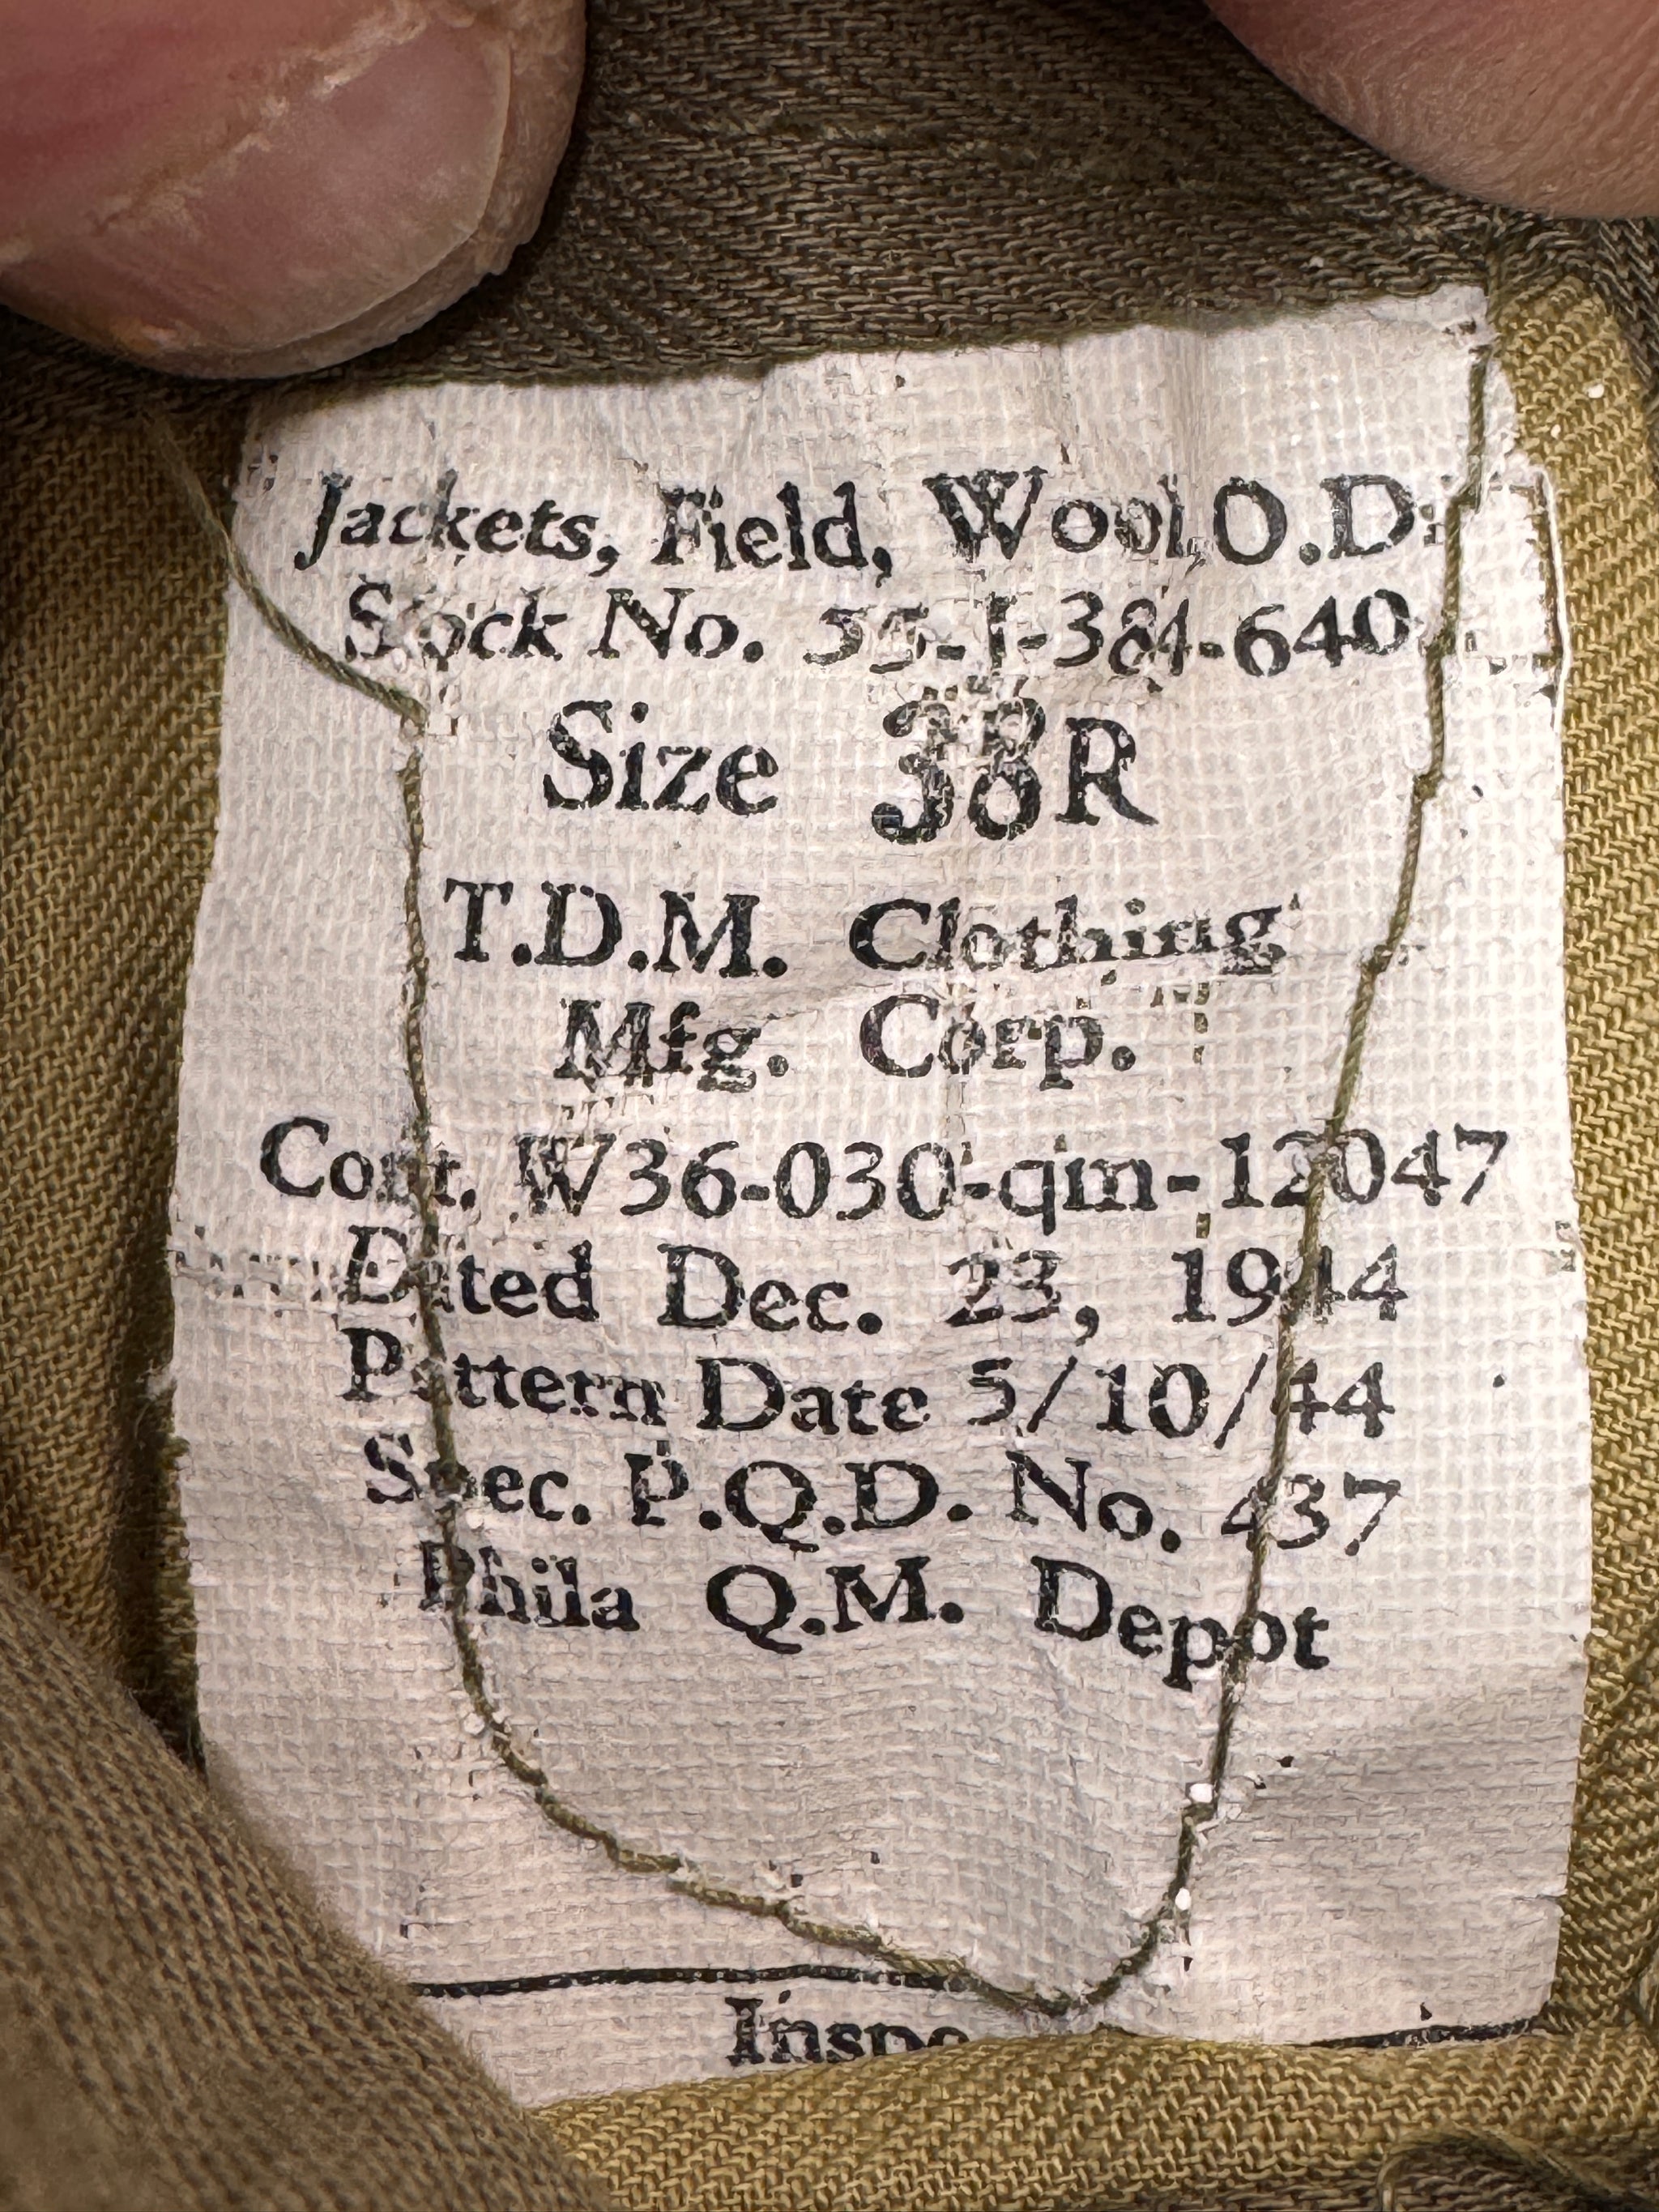 Jackets, Field, Wool, O.D.
Stock No. 55-J-384-640
Size 38R
T.D.M. Clothing
Mfg. Corp.
Cont. W36-030-qm-12047
Dated Dec. 23, 1944
Pattern Date 5/10/44
Spec. P.Q.D. No. 437
Phila Q.M. Depot
Inspe